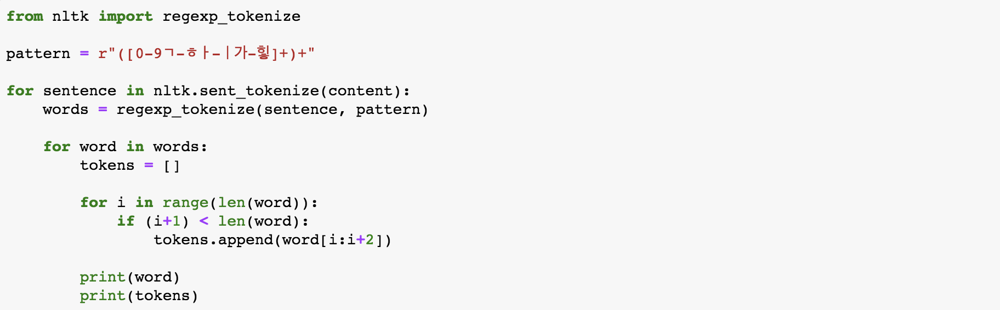 from nltk import regexp_tokenize
pattern = r"([0-9ㄱ-ㅎㅏ-ㅣ가-힣]+)+"
for sentence in nltk.sent_tokenize(content):
    words = regexp_tokenize(sentence, pattern)
    for word in words:
        tokens = []
        for i in range(len(word)):
            if (i+1) < len(word):
                tokens.append(word[i:i+2])
        print(word)
        print(tokens)